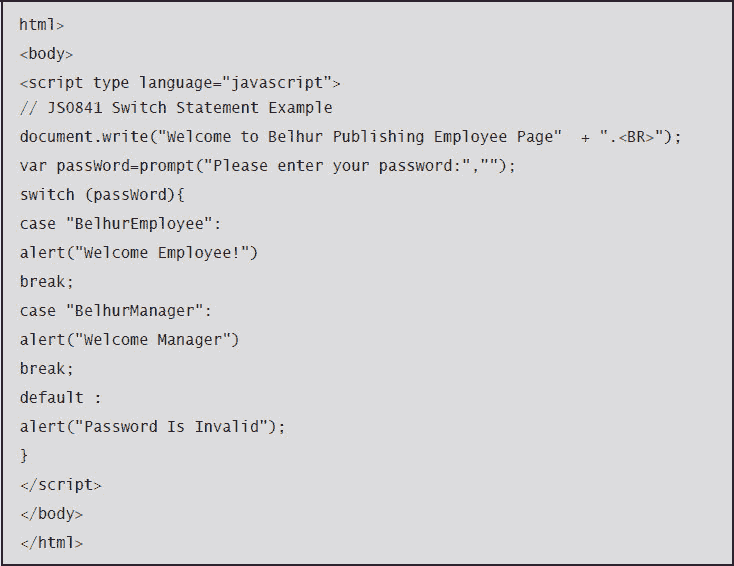 html>
<body>
<script type language="javascript">
// JS0841 Switch Statement Example
document.write("Welcome to Belhur Publishing Employee Page"  + ".<BR>");
var passWord=prompt("Please enter your password:","");
switch (passWord){
case "BelhurEmployee":
alert("Welcome Employee!")
break;
case "BelhurManager":
alert("Welcome Manager")
break;
default :
alert("Password Is Invalid");
}
</script>
</body>
</html>